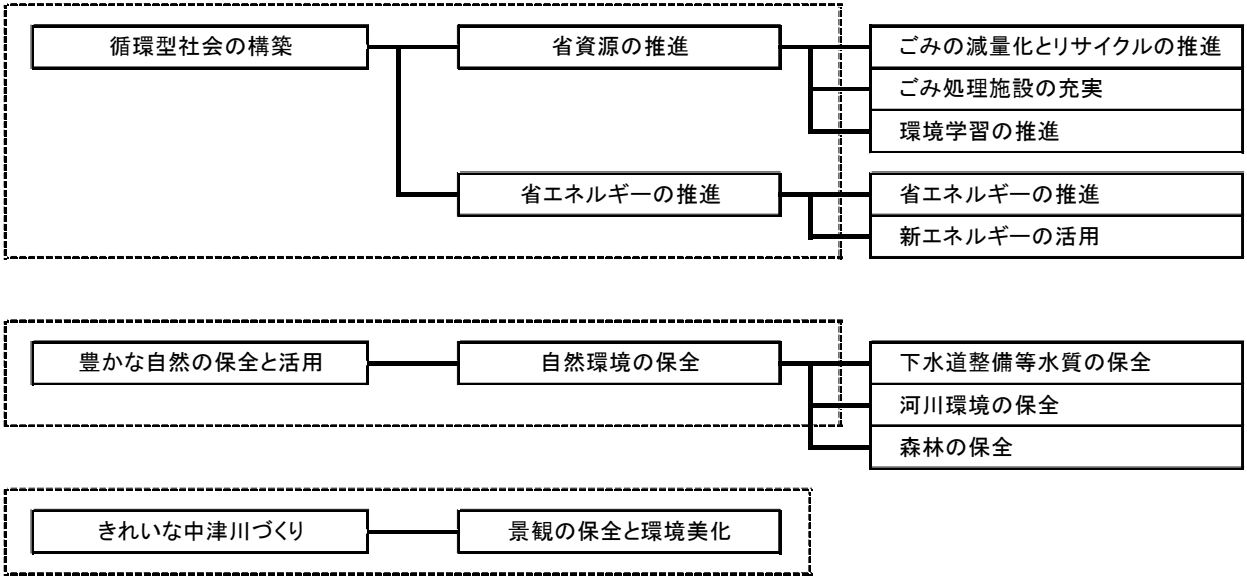 循環型社会の構築
省資源の推進
ごみの減量化とリサイクルの推進
ごみ処理施設の充実
環境学習の推進
省エネルギーの推進
省エネルギーの推進
新エネルギーの活用
豊かな自然の保全と活用
自然環境の保全
下水道整備等水質の保全
河川環境の保全
森林の保全
きれいな中津川づくり
景観の保全と環境美化